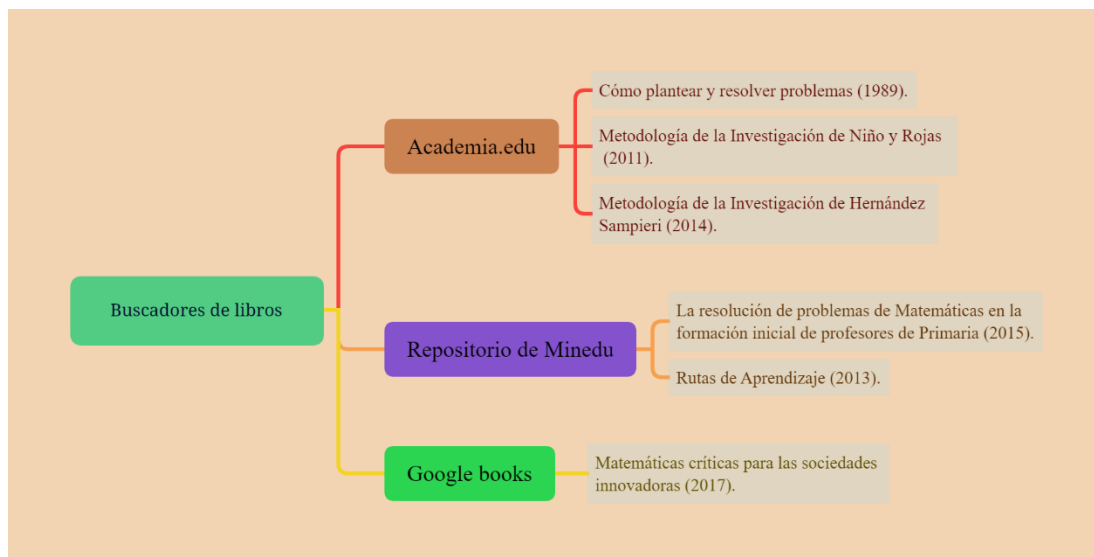 Buscadores de libros
Academia.edu
Cómo plantear y resolver problemas (1989).
Metodología de la Investigación de Niño y Rojas
(2011).
Metodología de la Investigación de Hernández
Sampieri (2014).
Repositorio de Minedu
La resolución de problemas de Matemáticas en la
formación inicial de profesores de Primaria (2015).
Rutas de Aprendizaje (2013).
Google books
Matemáticas críticas para las sociedades
innovadoras (2017).